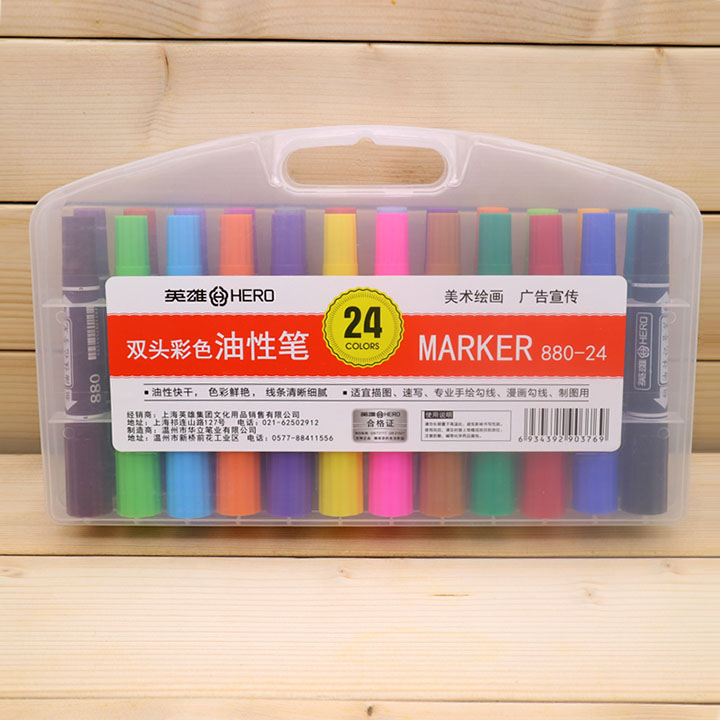 英雄 HERO
美术绘画 广告宣传
双头彩色油性笔
24
COLORS
MARKER 880-24
·油性快干, 色彩鲜艳, 线条清晰细腻
·适宜描图、速写、专业手绘勾线、漫画勾线、制图用
经销商：上海英雄集团文化用品销售有限公司
地址：上海祁连山路127号 电话：021-62502912
制造商：温州市华立笔业有限公司
地址：温州市新桥前花工业区 电话：0577-88411556
英雄 HERO
合格证
使用说明
6934392903769
880
HERO